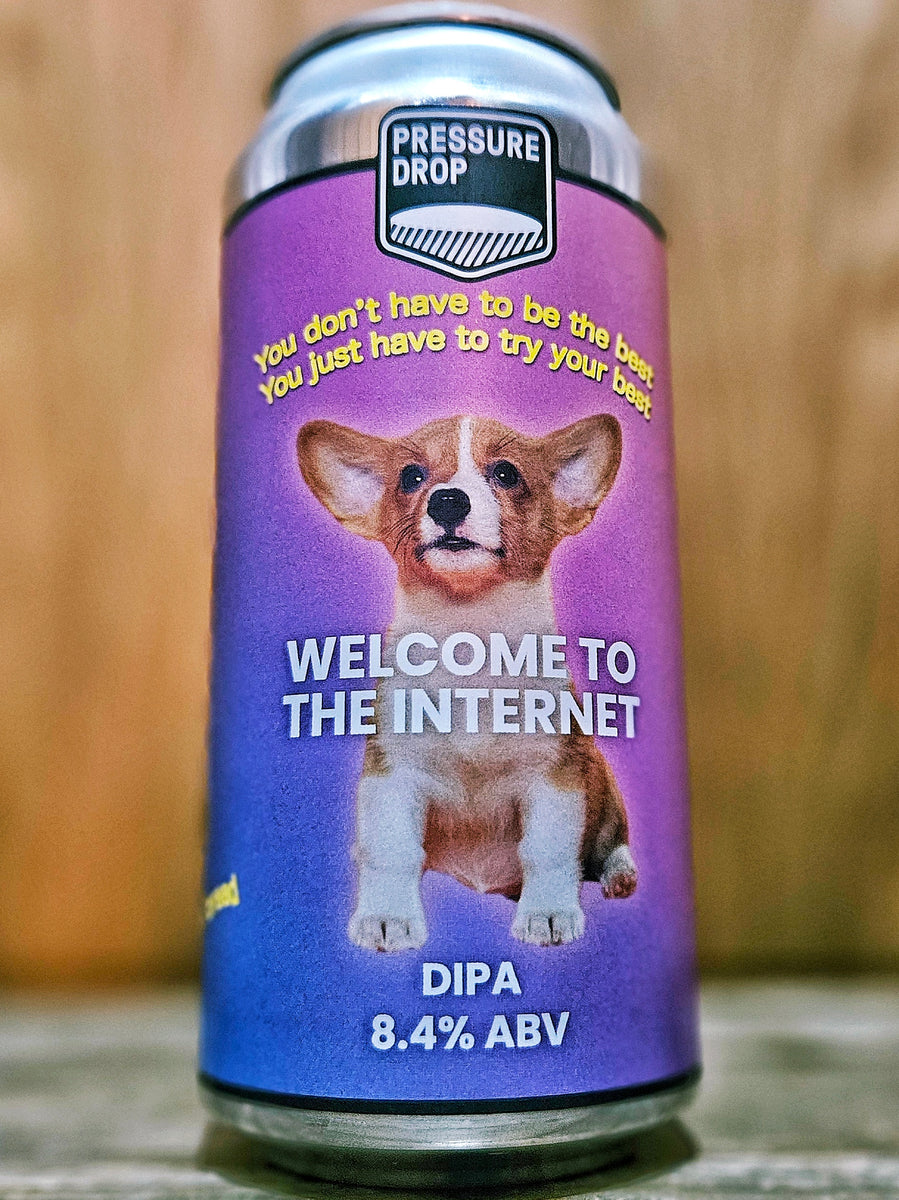 PRESSURE
DROP
You don't have to be the best
You just have to try your best
WELCOME TO
THE INTERNET
DIPA
8.4% ABV